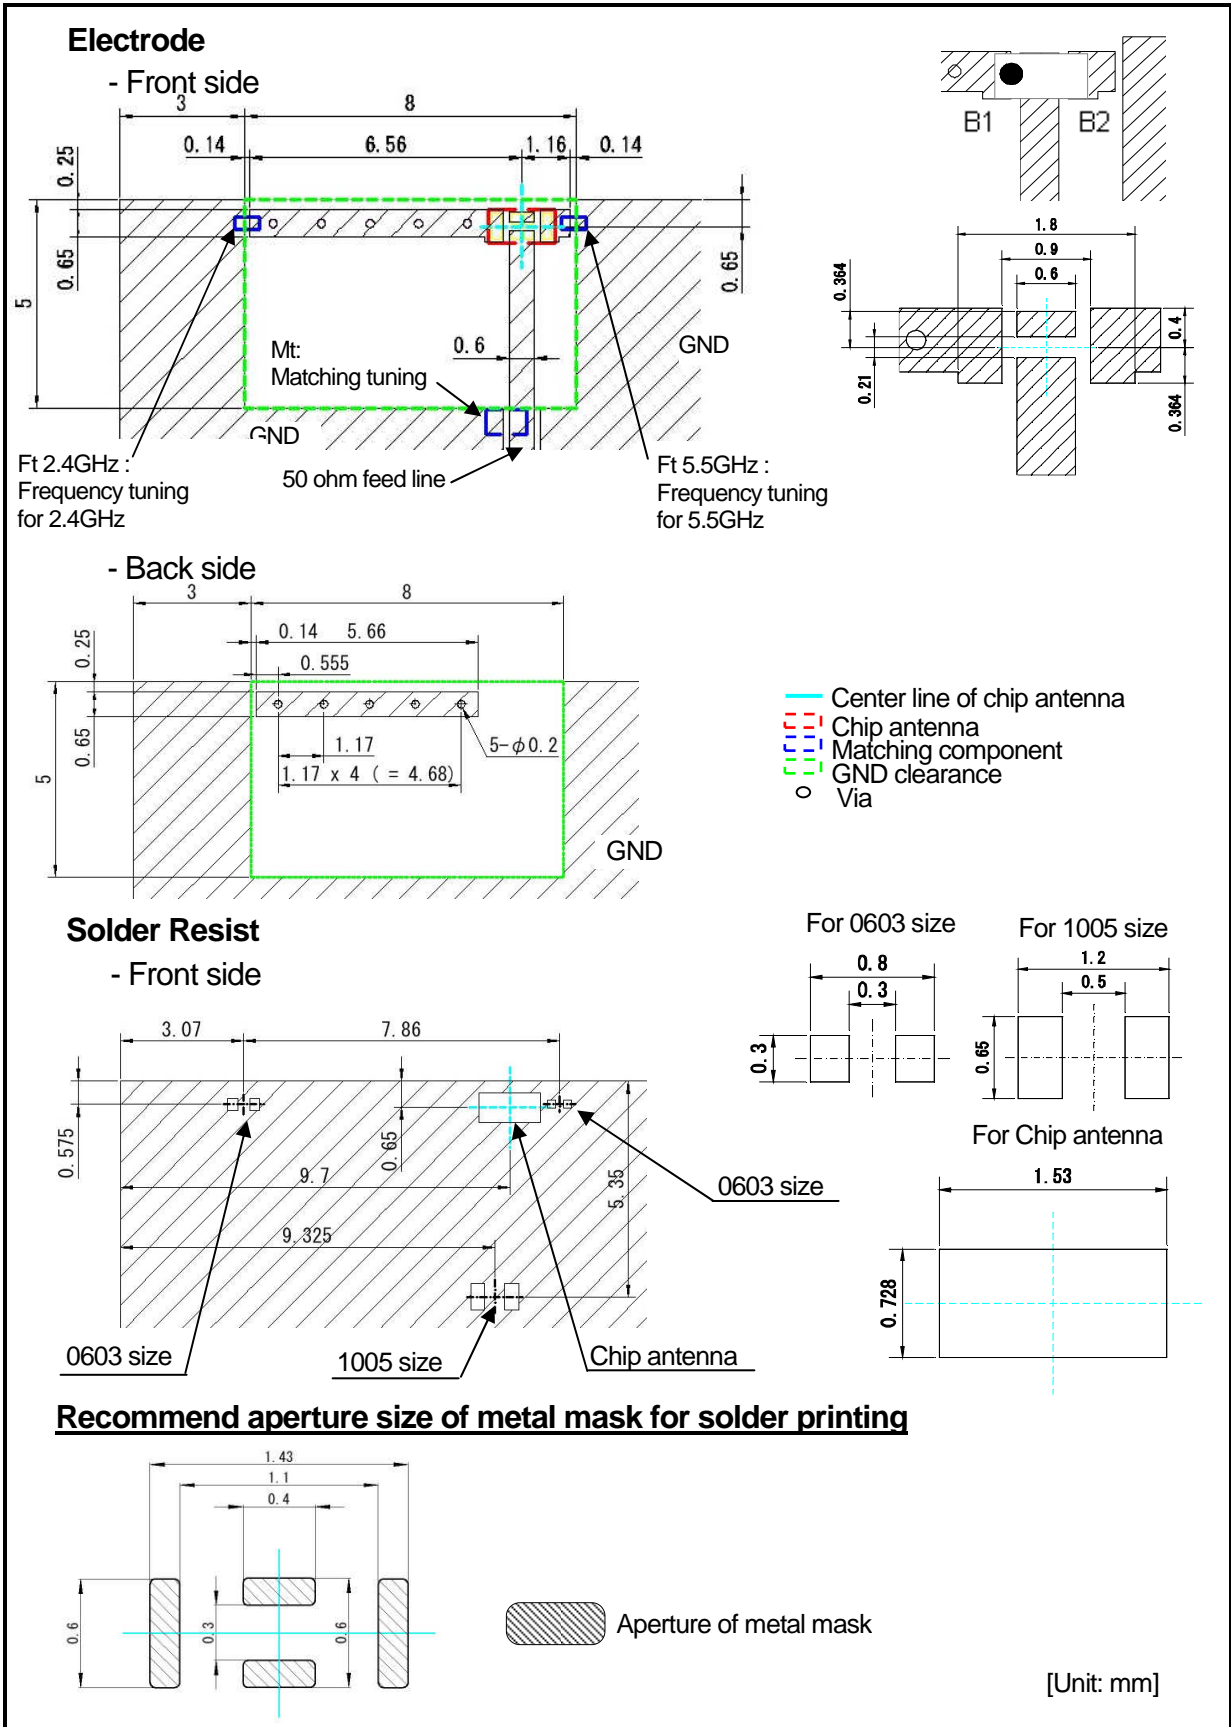 Electrode
- Front side
3
8
0.14
6.56
1.16
0.14
0.25
0.65
5
0.65
0.6
Mt:
Matching tuning
GND
GND
Ft 2.4GHz :
Frequency tuning
for 2.4GHz
50 ohm feed line
Ft 5.5GHz :
Frequency tuning
for 5.5GHz
B1
B2
1.8
0.9
0.6
0.364
0.21
0.4
0.364
- Back side
3
8
0.14
5.66
0.555
0.25
0.65
5
1.17
1.17 x 4 ( = 4.68)
5-ϕ0.2
GND
Center line of chip antenna
Chip antenna
Matching component
GND clearance
Via
Solder Resist
- Front side
3.07
7.86
0.575
0.65
9.7
9.325
5.35
0603 size
0603 size
1005 size
Chip antenna
For 0603 size
0.8
0.3
0.3
For 1005 size
1.2
0.5
0.65
For Chip antenna
1.53
0.728
Recommend aperture size of metal mask for solder printing
1.43
1.1
0.4
0.6
0.3
0.6
Aperture of metal mask
[Unit: mm]